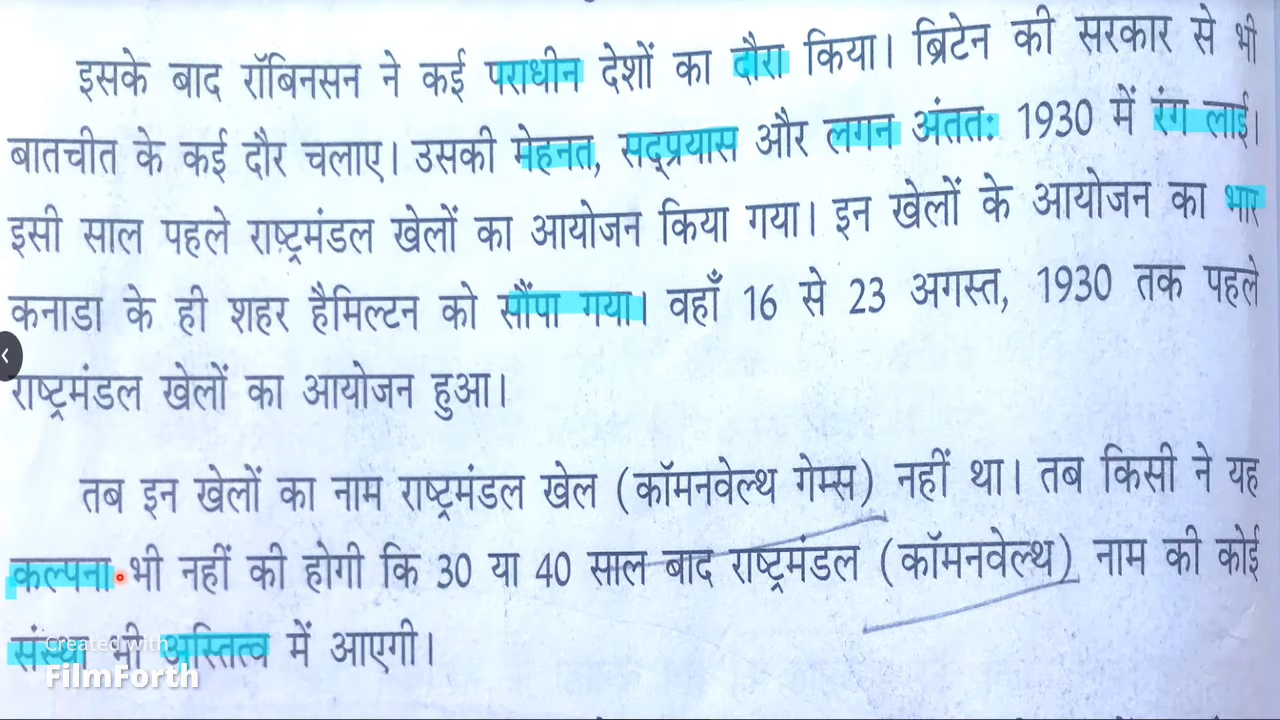 इसके बाद रॉबिनसन ने कई पराधीन देशों का दौरा किया। ब्रिटेन की सरकार से भी
बातचीत के कई दौर चलाए। उसकी मेहनत, सद्प्रयास और लगन अंततः 1930 में रंग लाई।
इसी साल पहले राष्ट्रमंडल खेलों का आयोजन किया गया। इन खेलों के आयोजन का भार
कनाडा के ही शहर हैमिल्टन को सौंपा गया। वहाँ 16 से 23 अगस्त, 1930 तक पहले
राष्ट्रमंडल खेलों का आयोजन हुआ।
तब इन खेलों का नाम राष्ट्रमंडल खेल (कॉमनवेल्थ गेम्स) नहीं था। तब किसी ने यह
कल्पना भी नहीं की होगी कि 30 या 40 साल बाद राष्ट्रमंडल (कॉमनवेल्थ) नाम की कोई
संस्था भी अस्तित्व में आएगी।
Created with
FilmForth